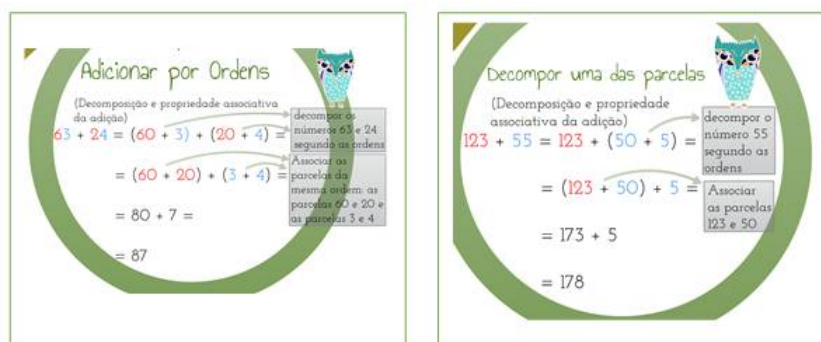 Adicionar por Ordens
(Decomposição e propriedade associativa
da adição)
63 + 24 = (60 + 3) + (20 + 4) =
decompor os
números 63 e 24
segundo as ordens
= (60 + 20) + (3 + 4) =
Associar as
parcelas da
mesma ordem: as
parcelas 60 e 20 e
as parcelas 3 e 4
= 80 + 7 =
= 87
Decompor uma das parcelas
(Decomposição e propriedade
associativa da adição)
123 + 55 = 123 + (50 + 5) =
decompor o
número 55
segundo as
ordens
= (123 + 50) + 5 =
Associar
as parcelas
123 e 50
= 173 + 5
= 178